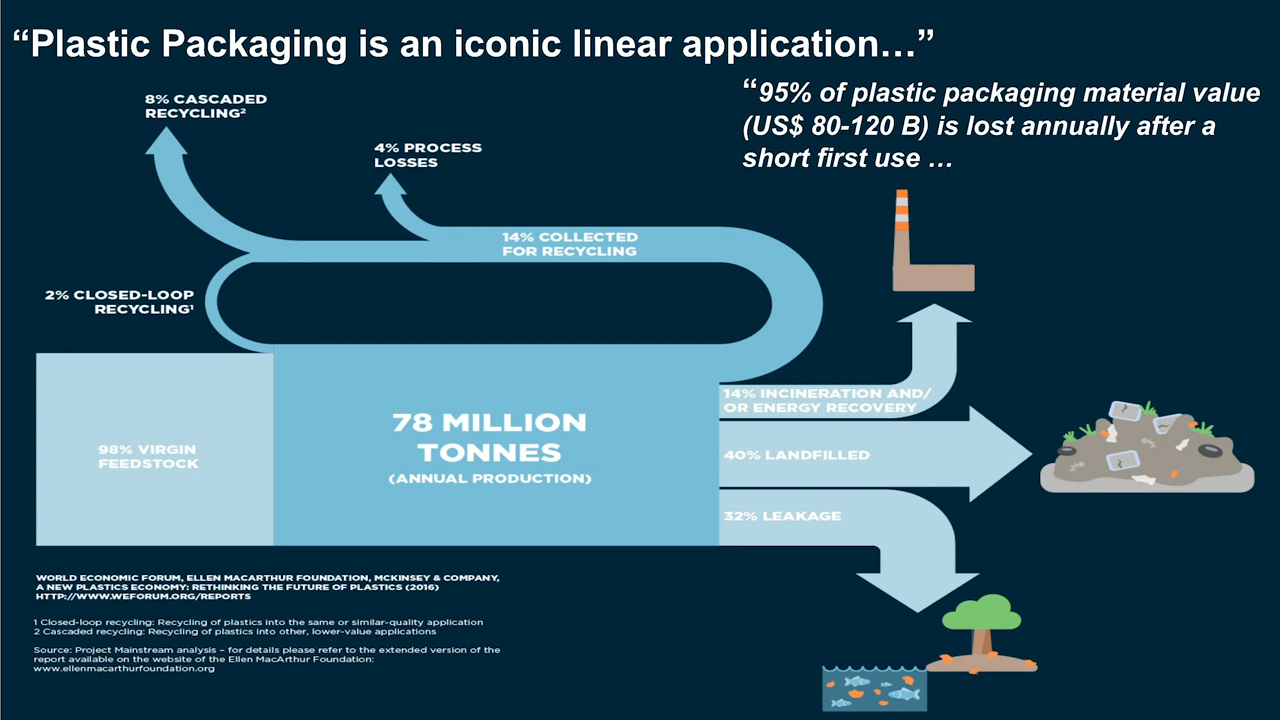 “Plastic Packaging is an iconic linear application…”
“95% of plastic packaging material value
(US$ 80-120 B) is lost annually after a
short first use …
8% CASCADED
RECYCLING²
4% PROCESS
LOSSES
14% COLLECTED
FOR RECYCLING
2% CLOSED-LOOP
RECYCLING¹
98% VIRGIN
FEEDSTOCK
78 MILLION
TONNES
(ANNUAL PRODUCTION)
14% INCINERATION AND/
OR ENERGY RECOVERY
40% LANDFILLED
32% LEAKAGE
WORLD ECONOMIC FORUM, ELLEN MACARTHUR FOUNDATION, MCKINSEY & COMPANY,
A NEW PLASTICS ECONOMY: RETHINKING THE FUTURE OF PLASTICS (2016)
HTTP://WWW.WEFORUM.ORG/REPORTS
1 Closed-loop recycling: Recycling of plastics into the same or similar-quality application
2 Cascaded recycling: Recycling of plastics into other, lower-value applications
Source: Project Mainstream analysis – for details please refer to the extended version of the
report available on the website of the Ellen MacArthur Foundation:
www.ellenmacarthurfoundation.org